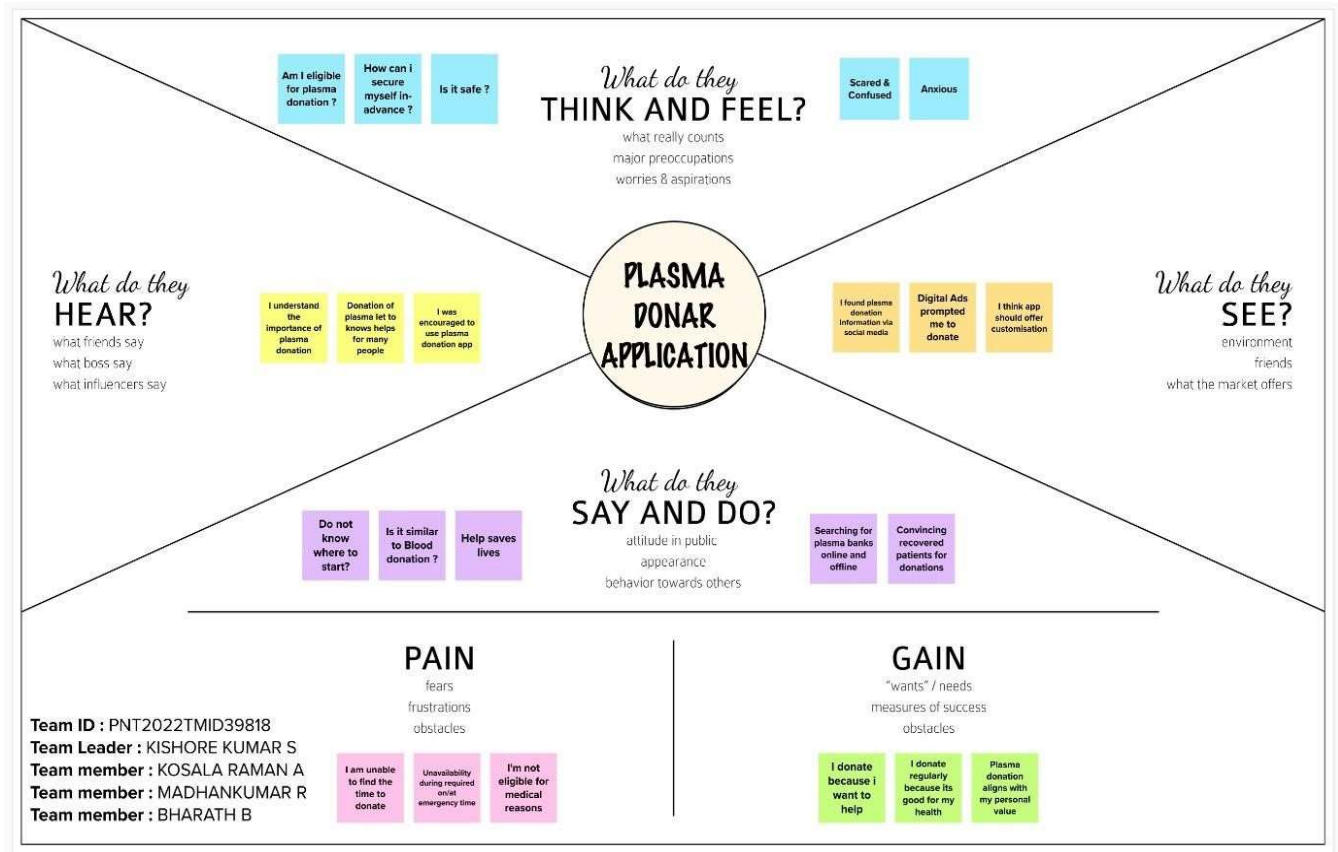 What do they
THINK AND FEEL?
what really counts
major preoccupations
worries & aspirations
Am I eligible
for plasma
donation ?
How can i
secure
myself in-
advance ?
Is it safe ?
Scared &
Confused
Anxious
What do they
HEAR?
what friends say
what boss say
what influencers say
I understand
the
importance of
plasma
donation
Donation of
plasma let to
knows helps
for many
people
I was
encouraged to
use plasma
donation app
PLASMA
DONAR
APPLICATION
I found plasma
donation
information via
social media
Digital Ads
prompted
me to
donate
I think app
should offer
customisation
What do they
SEE?
environment
friends
what the market offers
What do they
SAY AND DO?
attitude in public
appearance
behavior towards others
Do not
know
where to
start?
Is it similar
to Blood
donation ?
Help saves
lives
Searching for
plasma banks
online and
offline
Convincing
recovered
patients for
donations
PAIN
fears
frustrations
obstacles
I am unable
to find the
time to
donate
Unavailability
during required
on/at
emergency time
I'm not
eligible for
medical
reasons
GAIN
"wants" / needs
measures of success
obstacles
I donate
because i
want to
help
I donate
regularly
because its
good for my
health
Plasma
donation
aligns with
my personal
value
Team ID : PNT2022TMID39818
Team Leader : KISHORE KUMAR S
Team member : KOSALA RAMAN A
Team member : MADHANKUMAR R
Team member : BHARATH B